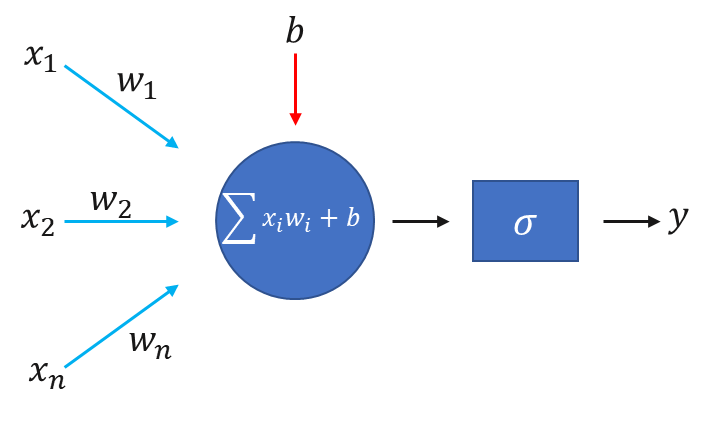 b
x₁
w₁
x₂
w₂
∑ xᵢwᵢ + b
σ
y
wₙ
xₙ